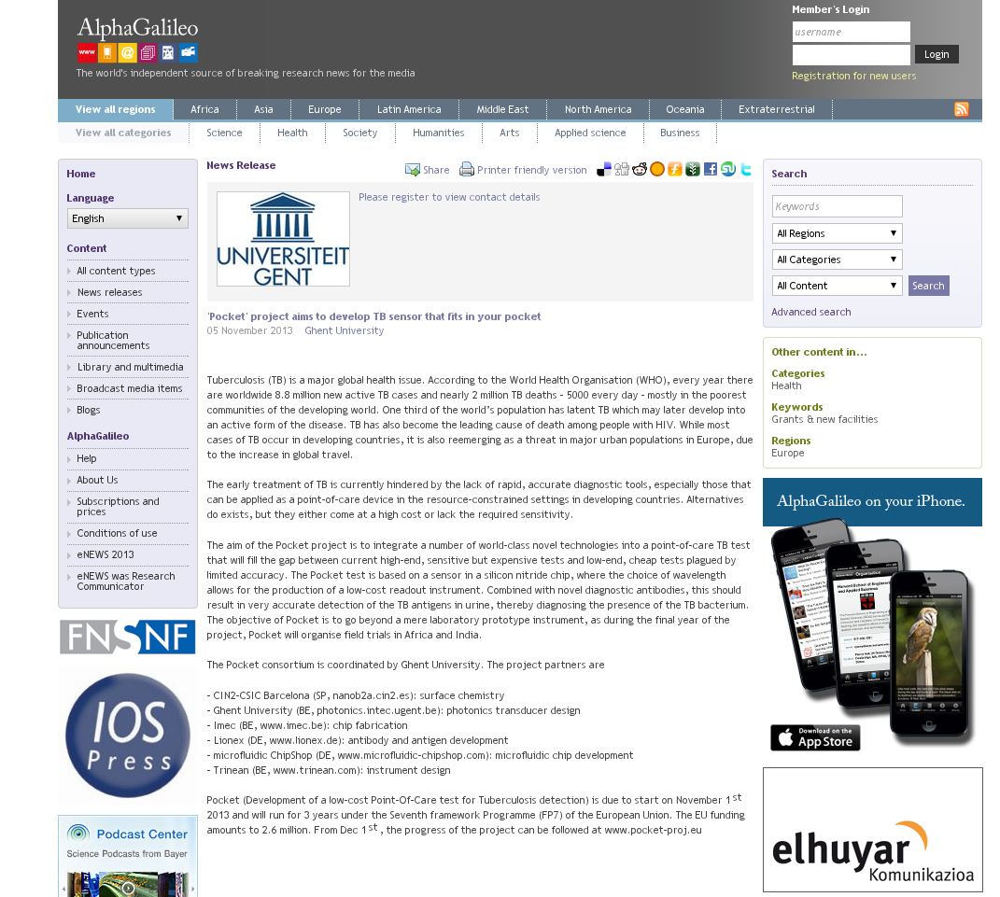 AlphaGalileo
www
The world's independent source of breaking research news for the media
Member's Login
username
Login
Registration for new users
View all regions
Africa
Asia
Europe
Latin America
Middle East
North America
Oceania
Extraterrestrial
View all categories
Science
Health
Society
Humanities
Arts
Applied science
Business
Home
Language
English
Content
All content types
News releases
Events
Publication
announcements
Library and multimedia
Broadcast media items
Blogs
AlphaGalileo
Help
About Us
Subscriptions and
prices
Conditions of use
eNEWS 2013
eNEWS was Research
Communicator
FNSNF
IOS
Press
Podcast Center
Science Podcasts from Bayer
News Release
Share
Printer friendly version
UNIVERSITEIT
GENT
Please register to view contact details
'Pocket' project aims to develop TB sensor that fits in your pocket
05 November 2013 Ghent University
Tuberculosis (TB) is a major global health issue. According to the World Health Organisation (WHO), every year there
are worldwide 8.8 million new active TB cases and nearly 2 million TB deaths - 5000 every day - mostly in the poorest
communities of the developing world. One third of the world's population has latent TB which may later develop into
an active form of the disease. TB has also become the leading cause of death among people with HIV. While most
cases of TB occur in developing countries, it is also reemerging as a threat in major urban populations in Europe, due
to the increase in global travel.
The early treatment of TB is currently hindered by the lack of rapid, accurate diagnostic tools, especially those that
can be applied as a point-of-care device in the resource-constrained settings in developing countries. Alternatives
do exists, but they either come at a high cost or lack the required sensitivity.
The aim of the Pocket project is to integrate a number of world-class novel technologies into a point-of-care TB test
that will fill the gap between current high-end, sensitive but expensive tests and low-end, cheap tests plagued by
limited accuracy. The Pocket test is based on a sensor in a silicon nitride chip, where the choice of wavelength
allows for the production of a low-cost readout instrument. Combined with novel diagnostic antibodies, this should
result in very accurate detection of the TB antigens in urine, thereby diagnosing the presence of the TB bacterium.
The objective of Pocket is to go beyond a mere laboratory prototype instrument, as during the final year of the
project, Pocket will organise field trials in Africa and India.
The Pocket consortium is coordinated by Ghent University. The project partners are
- CIN2-CSIC Barcelona (SP, nanob2a.cin2.es): surface chemistry
- Ghent University (BE, photonics.intec.ugent.be): photonics transducer design
- Imec (BE, www.imec.be): chip fabrication
- Lionex (DE, www.lionex.de): antibody and antigen development
- microfluidic ChipShop (DE, www.microfluidic-chipshop.com): microfluidic chip development
- Trinean (BE, www.trinean.com): instrument design
Pocket (Development of a low-cost Point-Of-Care test for Tuberculosis detection) is due to start on November 1st
2013 and will run for 3 years under the Seventh framework Programme (FP7) of the European Union. The EU funding
amounts to 2.6 million. From Dec 1st , the progress of the project can be followed at www.pocket-proj.eu
Search
Keywords
All Regions
All Categories
All Content
Search
Advanced search
Other content in...
Categories
Health
Keywords
Grants & new facilities
Regions
Europe
AlphaGalileo on your iPhone.
Organisation
Harvard School of Engineering
and Applied Sciences
Download on the
App Store
elhuyar
Komunikazioa